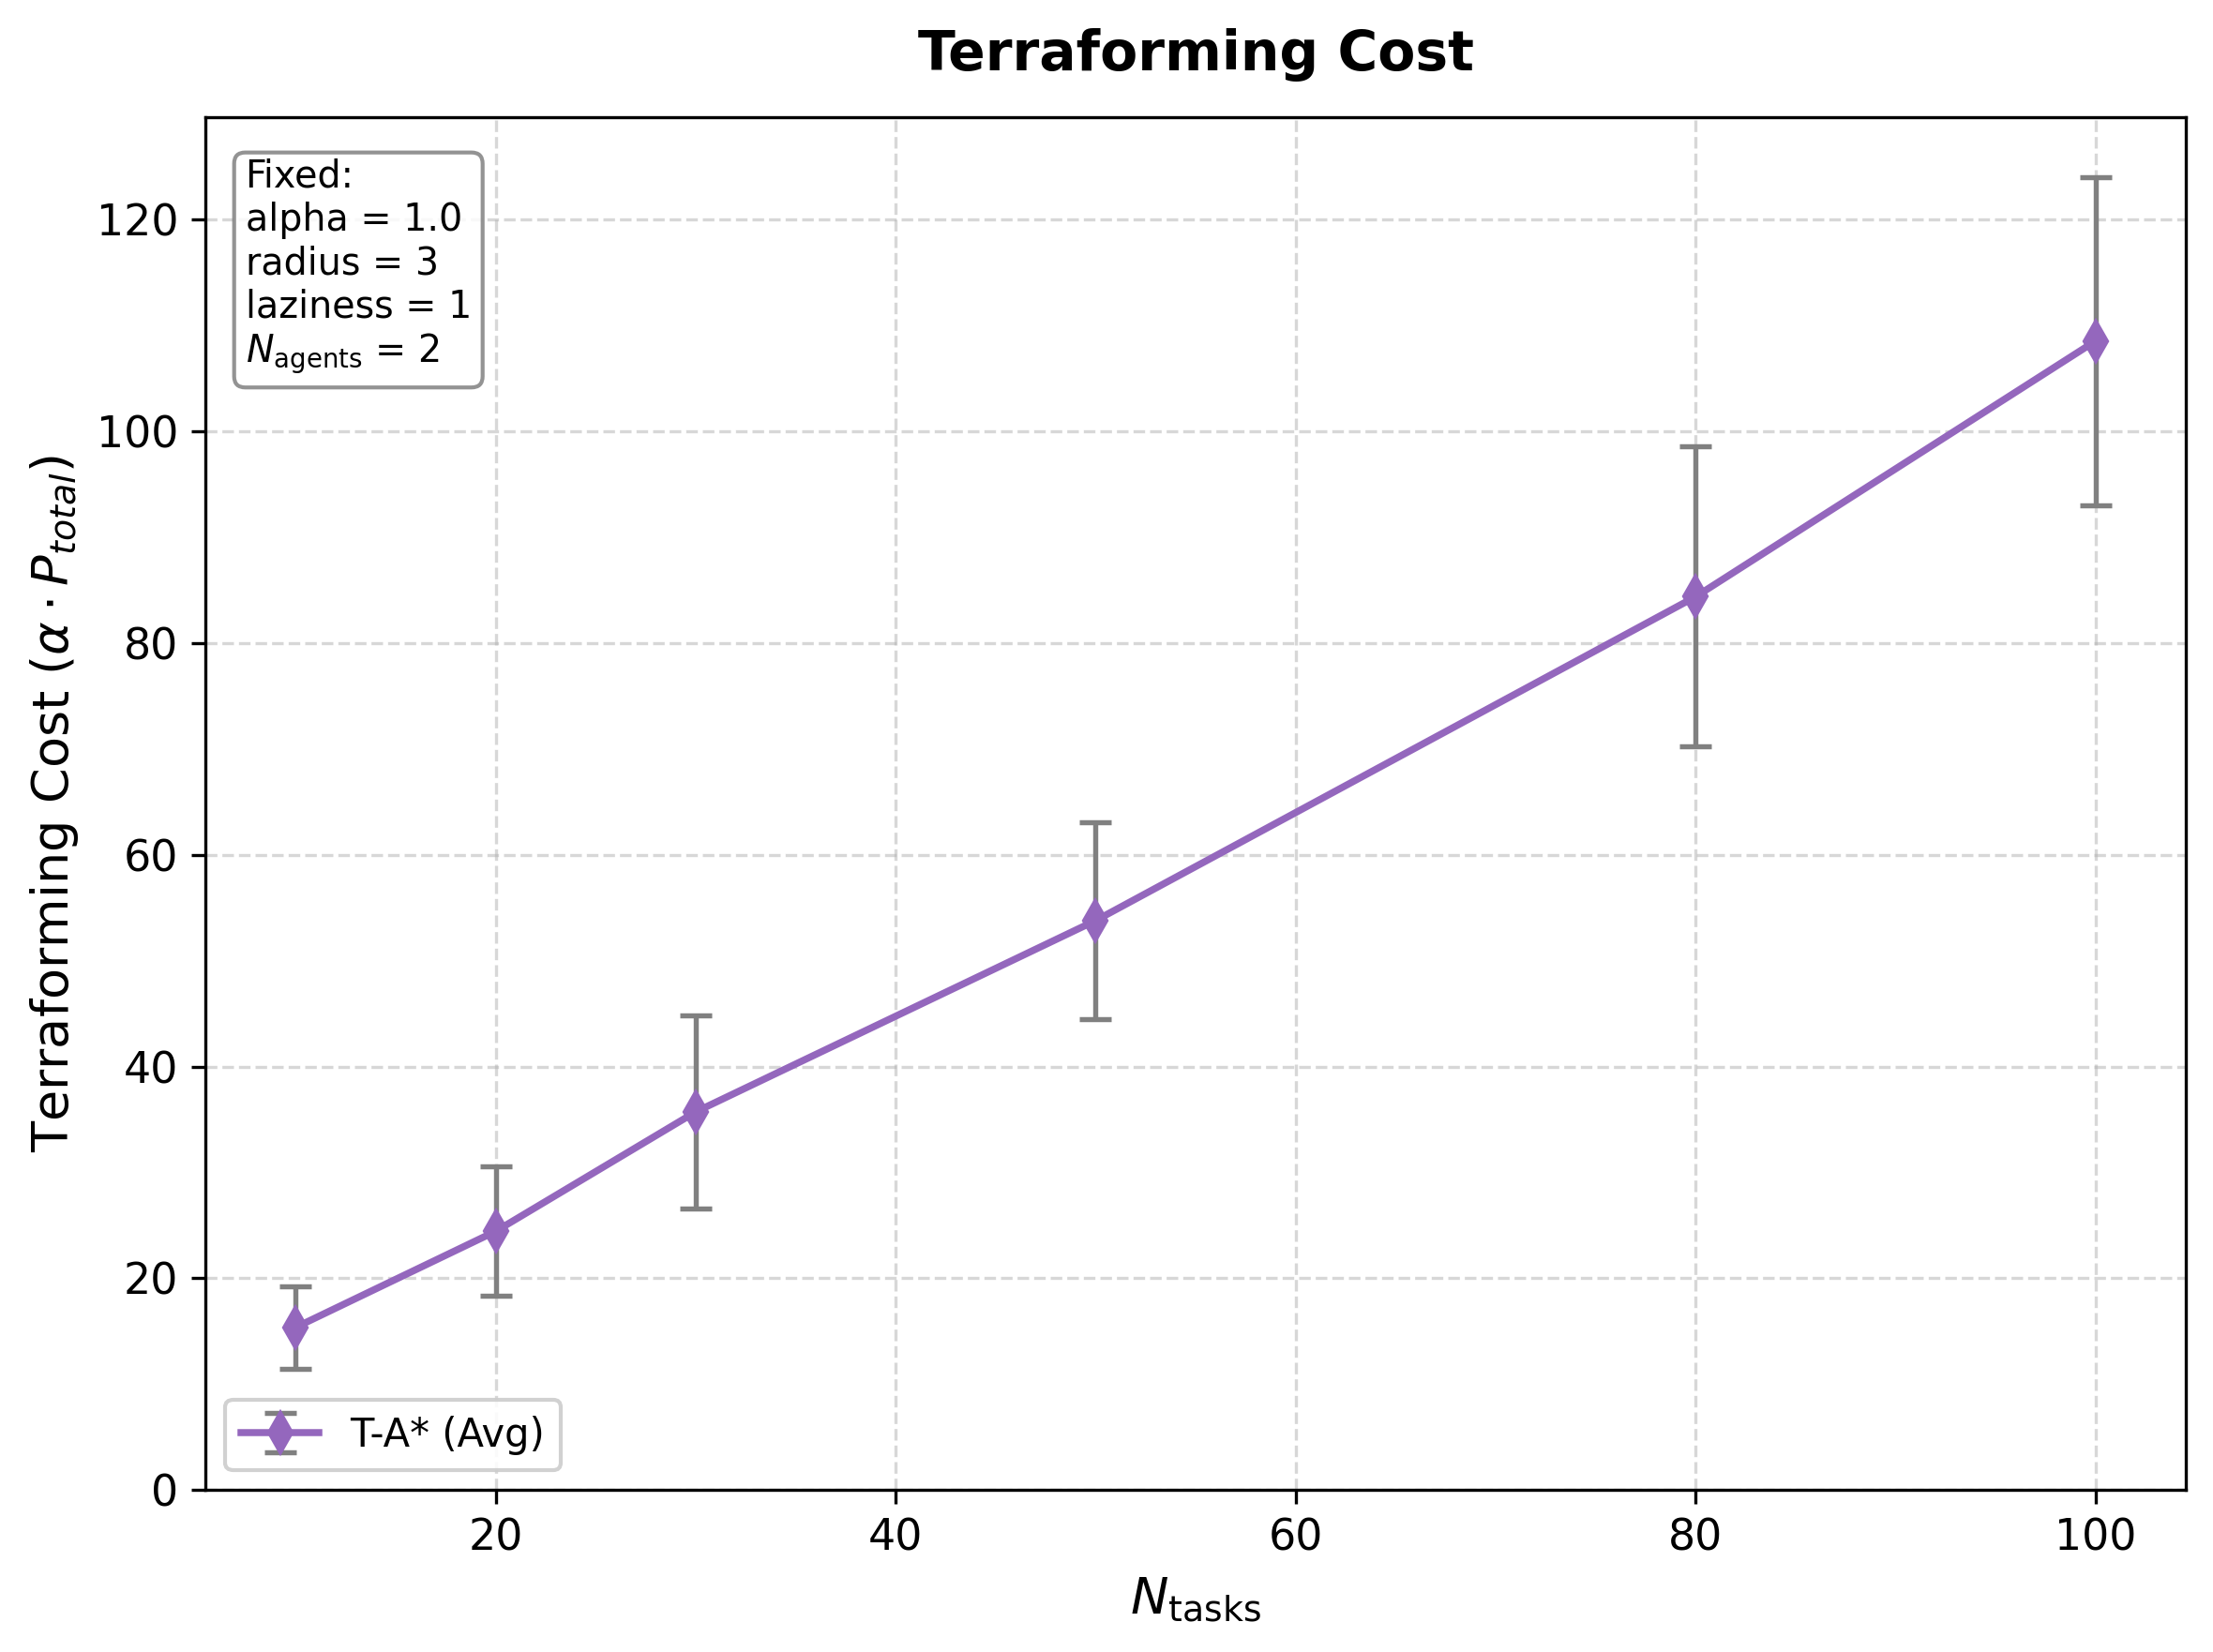 Terraforming Cost
Fixed:
alpha = 1.0
radius = 3
laziness = 1
N_agents = 2
Terraforming Cost (α · P_total)
120
100
80
60
40
20
0
T-A* (Avg)
20 40 60 80 100
N_tasks